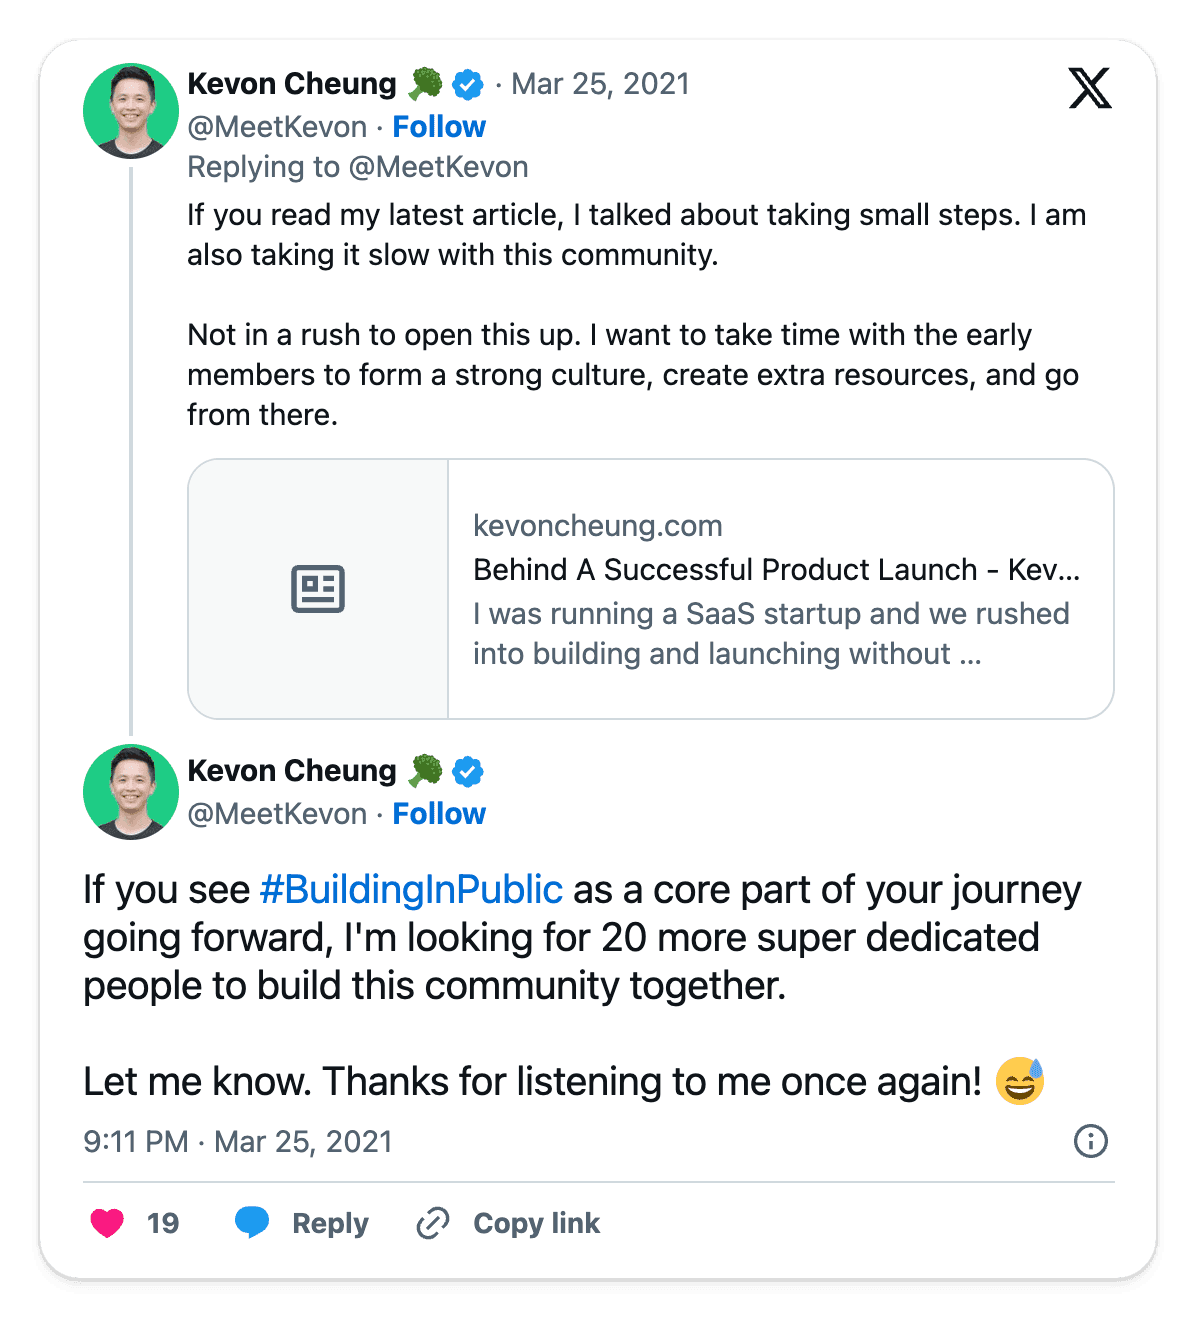 Kevon Cheung 🥦 · Mar 25, 2021
@MeetKevon · Follow
Replying to @MeetKevon
If you read my latest article, I talked about taking small steps. I am
also taking it slow with this community.
Not in a rush to open this up. I want to take time with the early
members to form a strong culture, create extra resources, and go
from there.
kevoncheung.com
Behind A Successful Product Launch - Kev...
I was running a SaaS startup and we rushed
into building and launching without ...
Kevon Cheung 🥦
@MeetKevon · Follow
If you see #BuildingInPublic as a core part of your journey
going forward, I'm looking for 20 more super dedicated
people to build this community together.
Let me know. Thanks for listening to me once again! 😅
9:11 PM · Mar 25, 2021
19 Reply Copy link